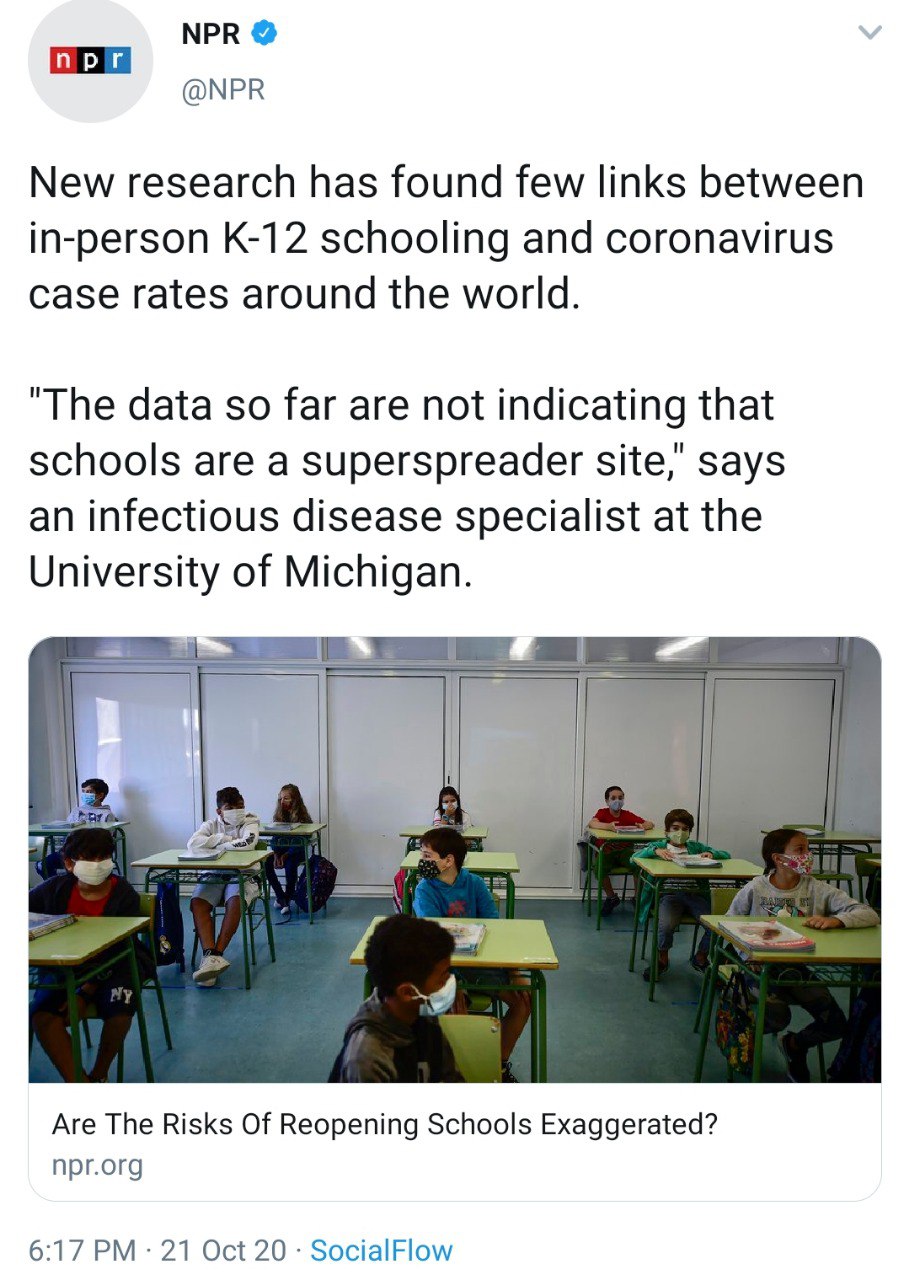 npr
NPR
@NPR
New research has found few links between
in-person K-12 schooling and coronavirus
case rates around the world.
"The data so far are not indicating that
schools are a superspreader site," says
an infectious disease specialist at the
University of Michigan.
NY
Are The Risks Of Reopening Schools Exaggerated?
npr.org
6:17 PM · 21 Oct 20 · SocialFlow